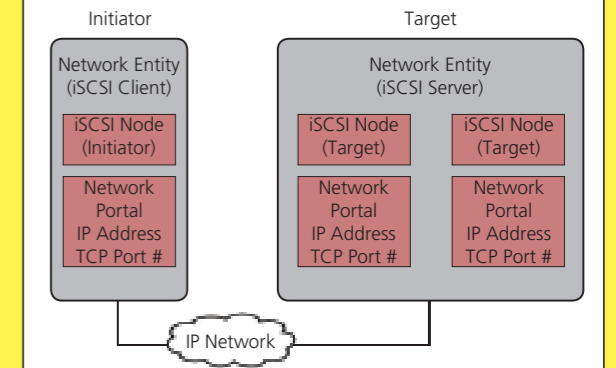 Initiator
Target
Network Entity
(iSCSI Client)
iSCSI Node
(Initiator)
Network
Portal
IP Address
TCP Port #
Network Entity
(iSCSI Server)
iSCSI Node
(Target)
Network
Portal
IP Address
TCP Port #
iSCSI Node
(Target)
Network
Portal
IP Address
TCP Port #
IP Network